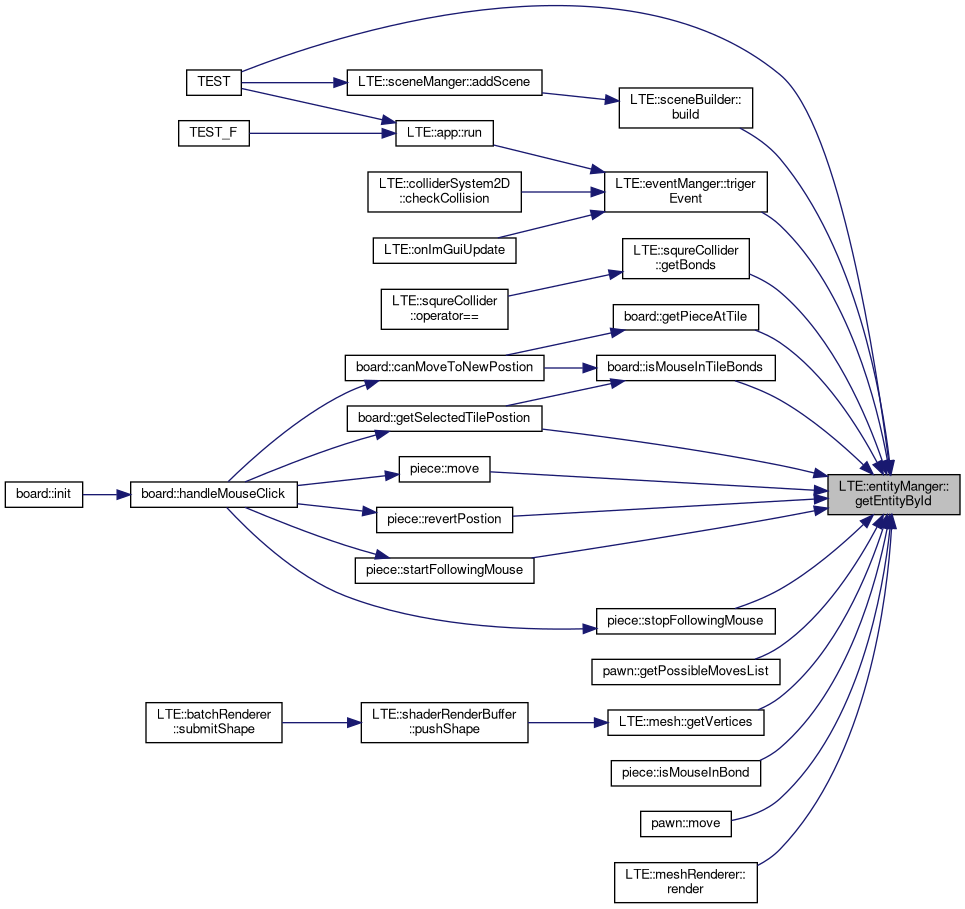 TEST
LTE::sceneManger::addScene
LTE::sceneBuilder::
build
TEST_F
LTE::app::run
LTE::colliderSystem2D
::checkCollision
LTE::eventManger::triger
Event
LTE::onImGuiUpdate
LTE::squreCollider
::getBonds
LTE::squreCollider
::operator==
board::getPieceAtTile
board::canMoveToNewPostion
board::isMouseInTileBonds
board::getSelectedTilePostion
piece::move
board::init
board::handleMouseClick
LTE::entityManger::
getEntityById
piece::revertPostion
piece::startFollowingMouse
piece::stopFollowingMouse
pawn::getPossibleMovesList
LTE::batchRenderer
::submitShape
LTE::shaderRenderBuffer
::pushShape
LTE::mesh::getVertices
piece::isMouseInBond
pawn::move
LTE::meshRenderer::
render